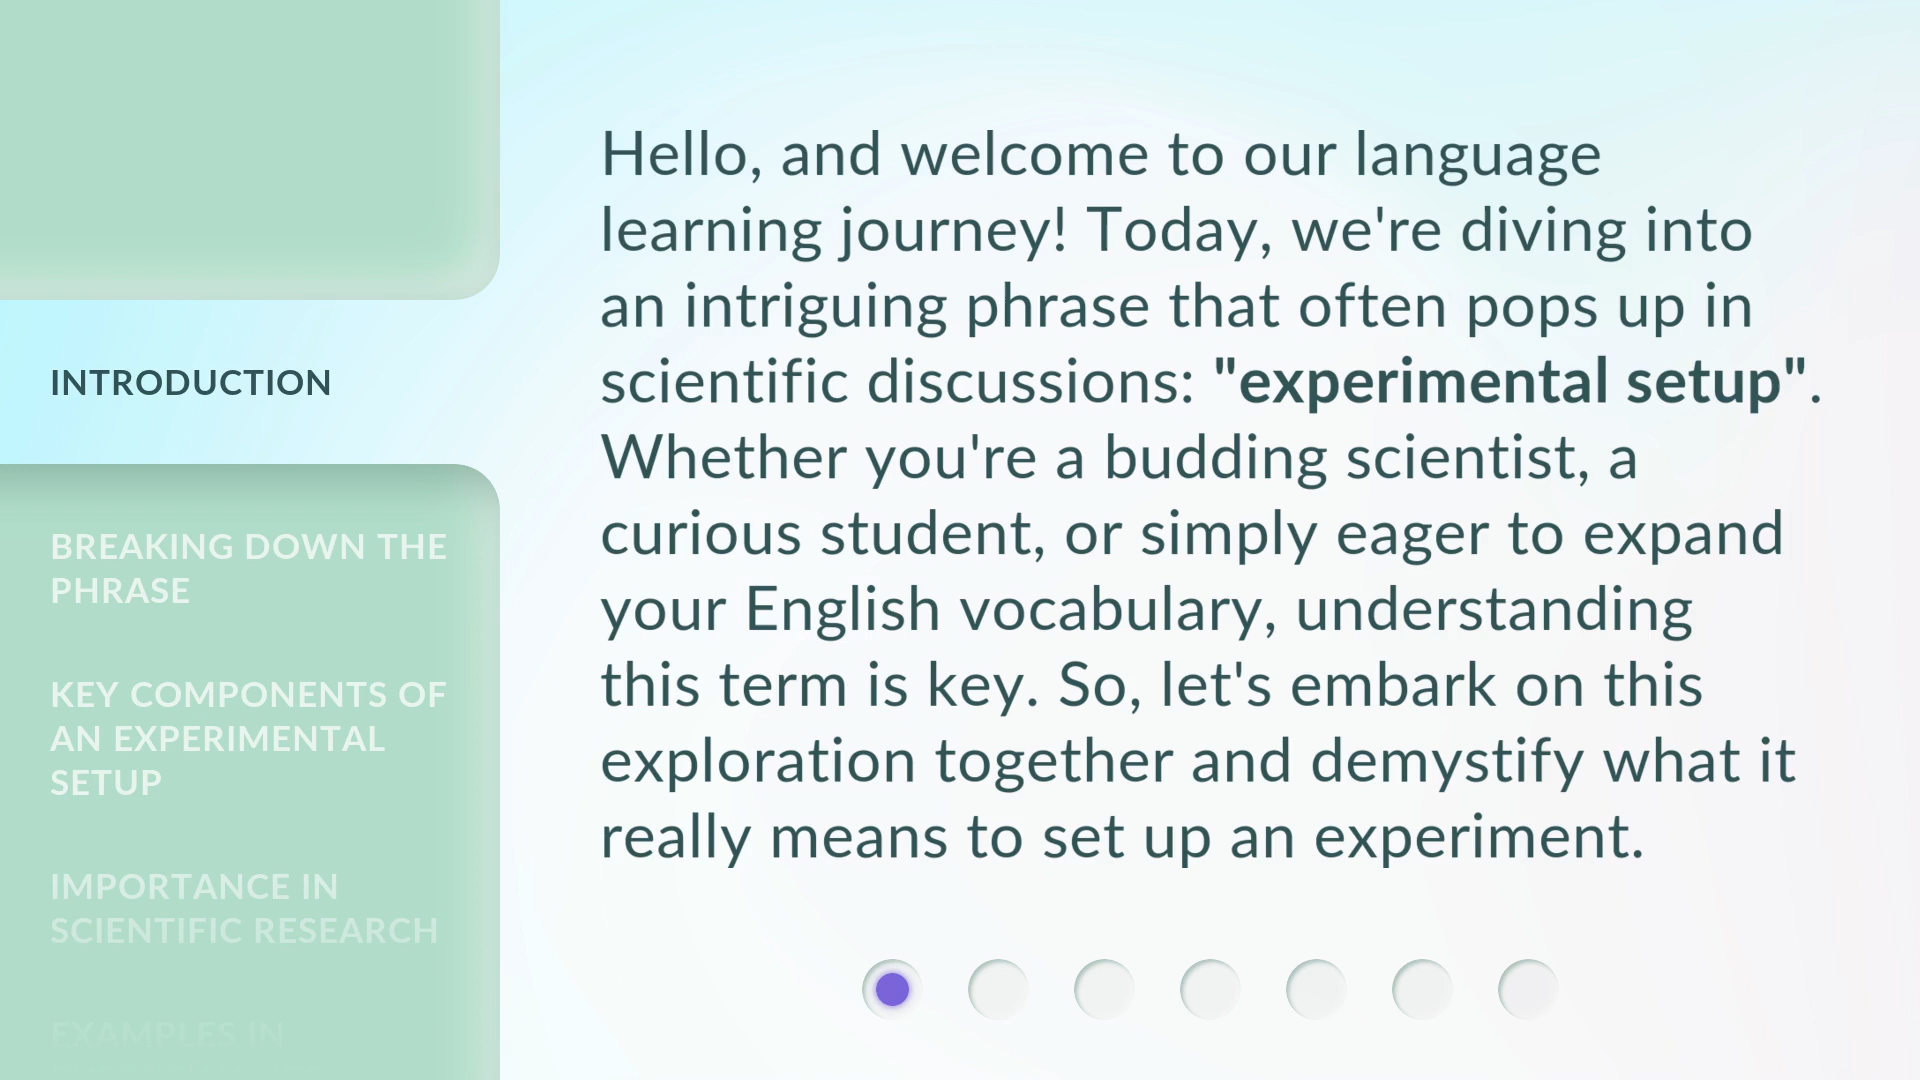 INTRODUCTION
BREAKING DOWN THE
PHRASE
KEY COMPONENTS OF
AN EXPERIMENTAL
SETUP
IMPORTANCE IN
SCIENTIFIC RESEARCH
EXAMPLES IN
Hello, and welcome to our language
learning journey! Today, we're diving into
an intriguing phrase that often pops up in
scientific discussions: "experimental setup".
Whether you're a budding scientist, a
curious student, or simply eager to expand
your English vocabulary, understanding
this term is key. So, let's embark on this
exploration together and demystify what it
really means to set up an experiment.